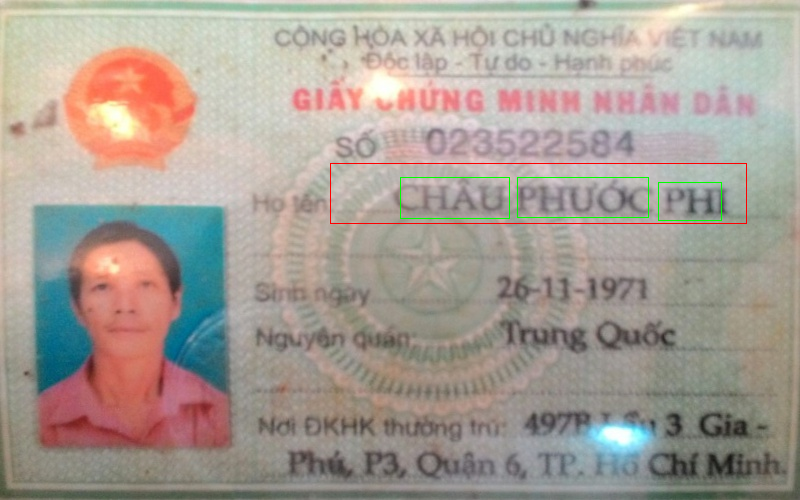 CỘNG HÒA XÃ HỘI CHỦ NGHĨA VIỆT NAM
Độc lập - Tự do - Hạnh phúc
GIẤY CHỨNG MINH NHÂN DÂN
SỐ 023522584
Họ tên: CHÂU PHƯỚC PHI
Sinh ngày 26-11-1971
Nguyên quán: Trung Quốc
Nơi ĐKHK thường trú: 497B Lầu 3 Gia -
Phú, P3, Quận 6, TP. Hồ Chí Minh.